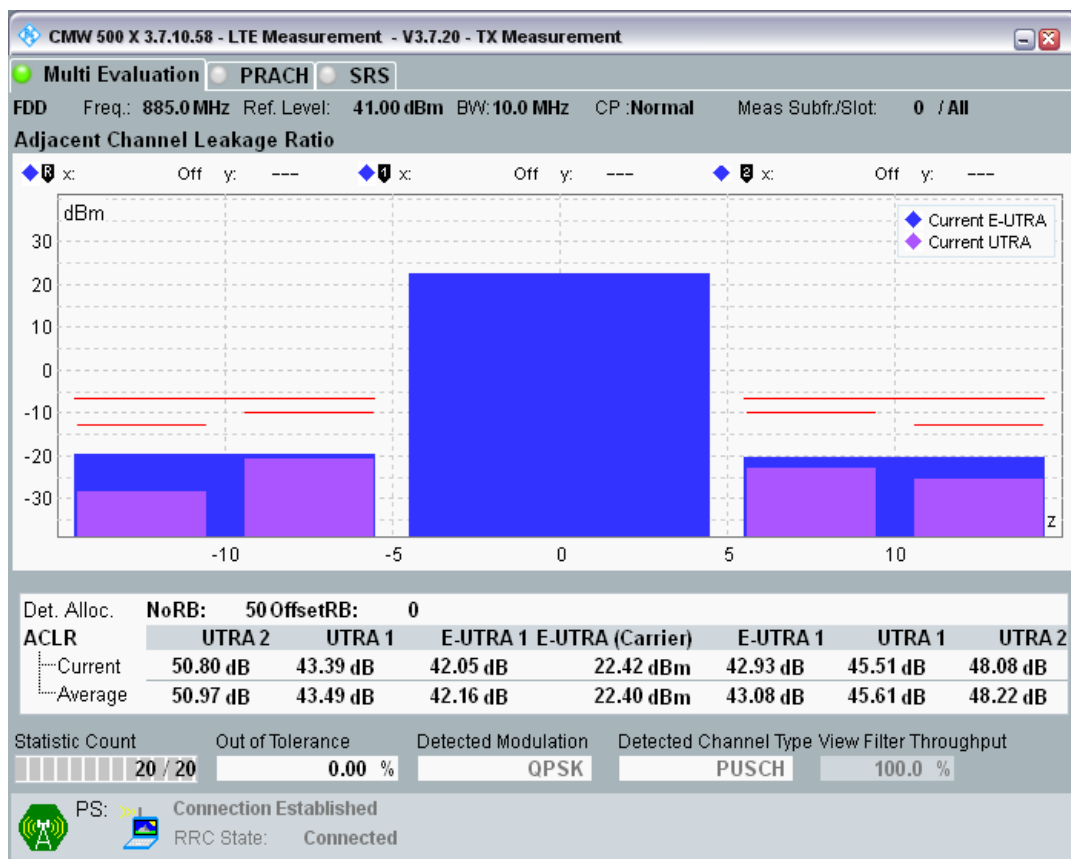 CMW 500 X 3.7.10.58 - LTE Measurement - V3.7.20 - TX Measurement
Multi Evaluation PRACH SRS
FDD Freq.: 885.0 MHz Ref. Level: 41.00 dBm BW: 10.0 MHz CP :Normal Meas Subfr./Slot: 0 / All
Adjacent Channel Leakage Ratio
R x: Off y: --- 1 x: Off y: --- 2 x: Off y: ---
dBm
Current E-UTRA
Current UTRA
30
20
10
0
-10
-20
-30
z
-10 -5 0 5 10
Det. Alloc. NoRB: 50 OffsetRB: 0
ACLR UTRA 2 UTRA 1 E-UTRA 1 E-UTRA (Carrier) E-UTRA 1 UTRA 1 UTRA 2
Current 50.80 dB 43.39 dB 42.05 dB 22.42 dBm 42.93 dB 45.51 dB 48.08 dB
Average 50.97 dB 43.49 dB 42.16 dB 22.40 dBm 43.08 dB 45.61 dB 48.22 dB
Statistic Count Out of Tolerance Detected Modulation Detected Channel Type View Filter Throughput
20 / 20 0.00 % QPSK PUSCH 100.0 %
PS: Connection Established
RRC State: Connected